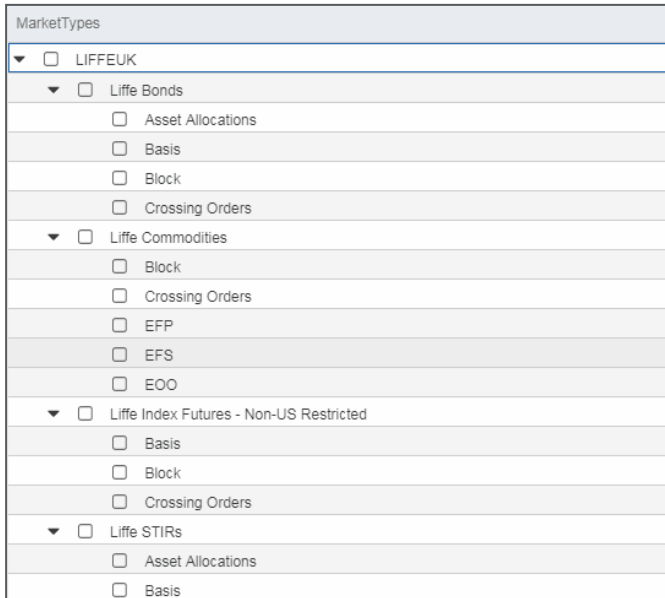 MarketTypes
LIFFEUK
Liffe Bonds
Asset Allocations
Basis
Block
Crossing Orders
Liffe Commodities
Block
Crossing Orders
EFP
EFS
EOO
Liffe Index Futures - Non-US Restricted
Basis
Block
Crossing Orders
Liffe STIRs
Asset Allocations
Basis